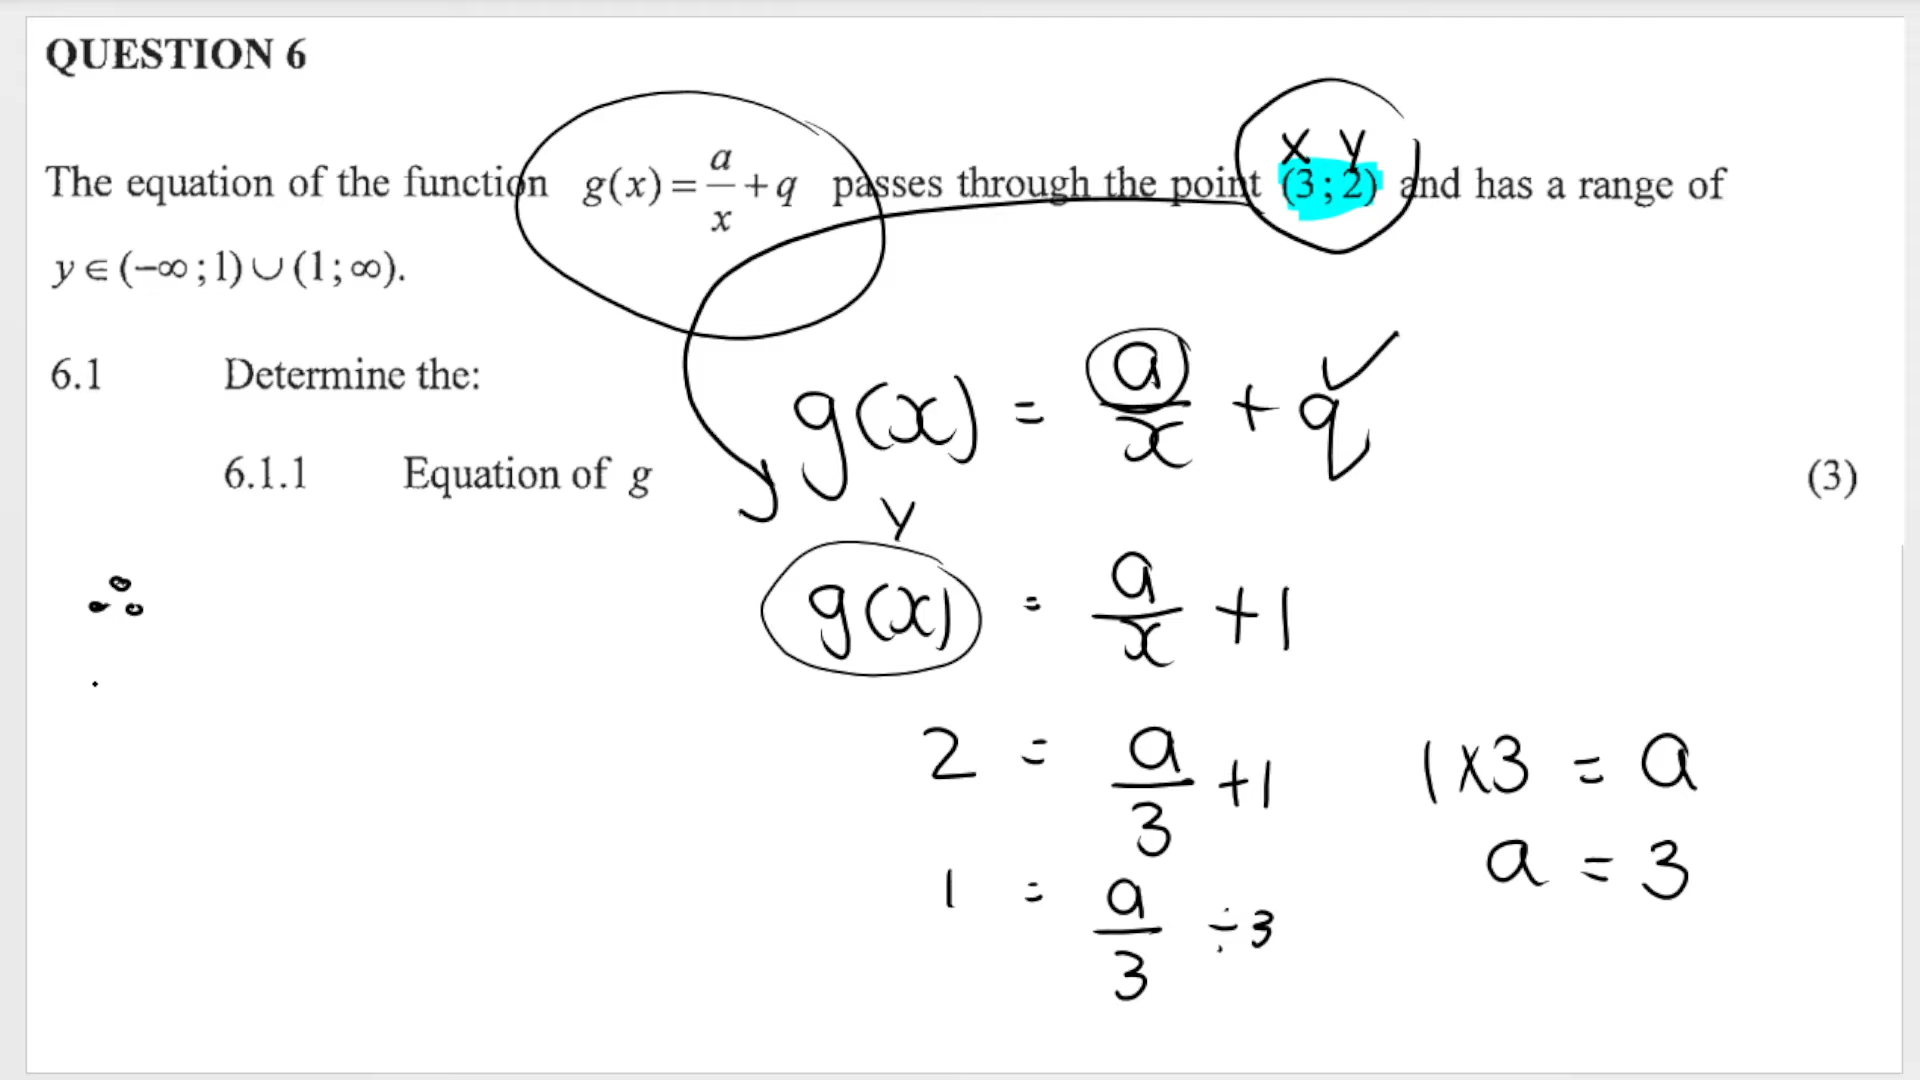 QUESTION 6
x y
The equation of the function g(x) = a/x + q passes through the point (3 ; 2) and has a range of
y ∈ (−∞ ; 1) ∪ (1 ; ∞).
6.1 Determine the:
g(x) = a/x + q ✓
6.1.1 Equation of g (3)
y
∴ g(x) = a/x + 1
2 = a/3 + 1
1 = a/3 ÷3
1 x 3 = a
a = 3